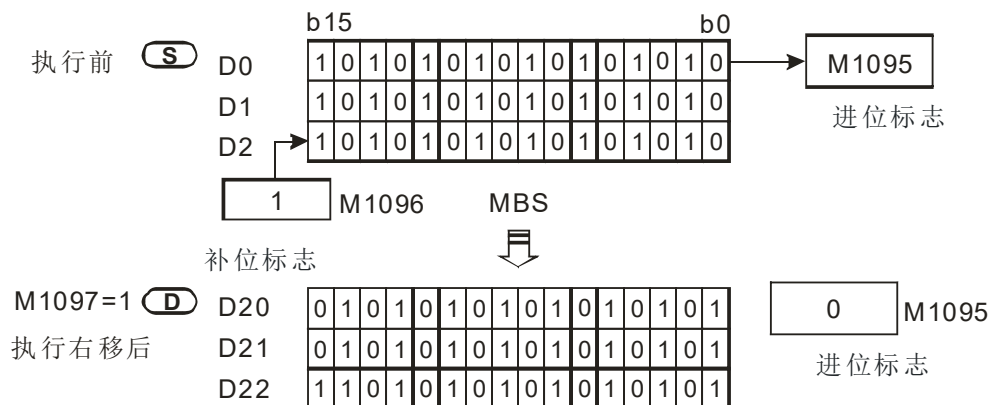 b15 b0
执行前 S D0 1 0 1 0 1 0 1 0 1 0 1 0 1 0 1 0 M1095
D1 1 0 1 0 1 0 1 0 1 0 1 0 1 0 1 0 进位标志
D2 1 0 1 0 1 0 1 0 1 0 1 0 1 0 1 0
1 M1096 MBS
补位标志
M1097=1 D D20 0 1 0 1 0 1 0 1 0 1 0 1 0 1 0 1 0 M1095
执行右移后 D21 0 1 0 1 0 1 0 1 0 1 0 1 0 1 0 1 进位标志
D22 1 1 0 1 0 1 0 1 0 1 0 1 0 1 0 1